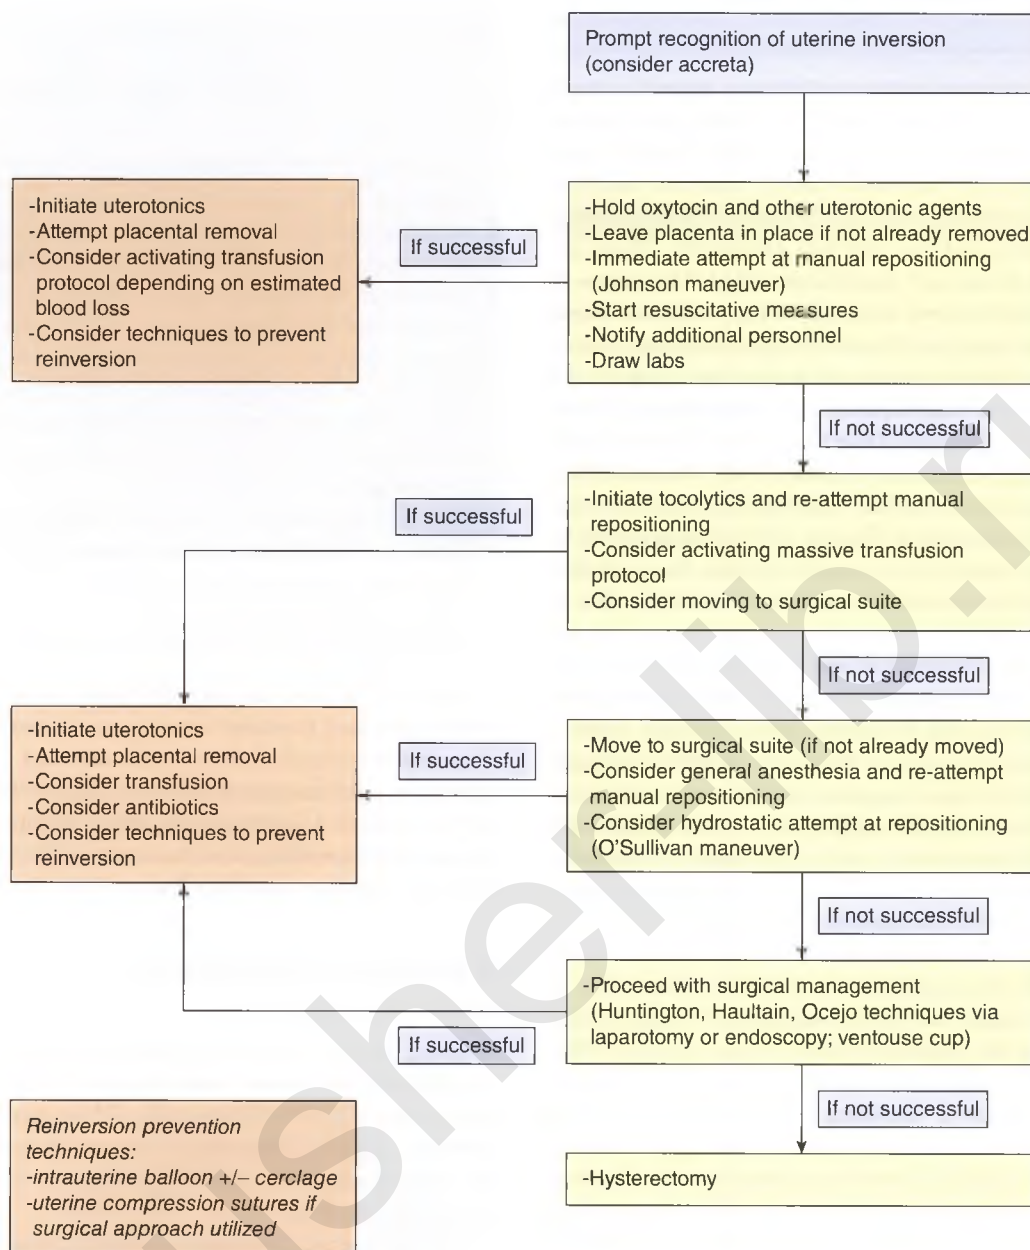 Prompt recognition of uterine inversion
(consider accreta)
-Hold oxytocin and other uterotonic agents
-Leave placenta in place if not already removed
-Immediate attempt at manual repositioning
(Johnson maneuver)
-Start resuscitative measures
-Notify additional personnel
-Draw labs
If successful
-Initiate uterotonics
-Attempt placental removal
-Consider activating transfusion
protocol depending on estimated
blood loss
-Consider techniques to prevent
reinversion
If not successful
-Initiate tocolytics and re-attempt manual
repositioning
-Consider activating massive transfusion
protocol
-Consider moving to surgical suite
If successful
If not successful
-Move to surgical suite (if not already moved)
-Consider general anesthesia and re-attempt
manual repositioning
-Consider hydrostatic attempt at repositioning
(O'Sullivan maneuver)
If successful
-Initiate uterotonics
-Attempt placental removal
-Consider transfusion
-Consider antibiotics
-Consider techniques to prevent
reinversion
If not successful
-Proceed with surgical management
(Huntington, Haultain, Ocejo techniques via
laparotomy or endoscopy; ventouse cup)
If successful
If not successful
-Hysterectomy
Reinversion prevention
techniques:
-intrauterine balloon +/– cerclage
-uterine compression sutures if
surgical approach utilized
usher-lib.r